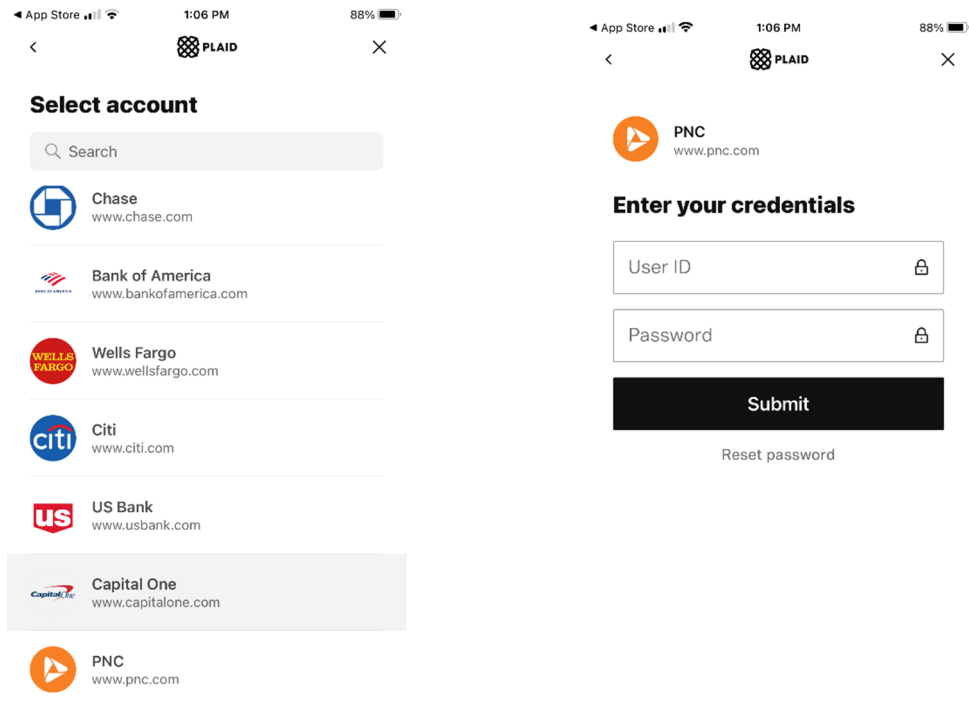 App Store
1:06 PM
88%
PLAID
Select account
Search
Chase
www.chase.com
BANK OF AMERICA
Bank of America
www.bankofamerica.com
WELLS
FARGO
Wells Fargo
www.wellsfargo.com
citi
Citi
www.citi.com
us
US Bank
www.usbank.com
Capital One
Capital One
www.capitalone.com
PNC
www.pnc.com
App Store
1:06 PM
88%
PLAID
PNC
www.pnc.com
Enter your credentials
User ID
Password
Submit
Reset password